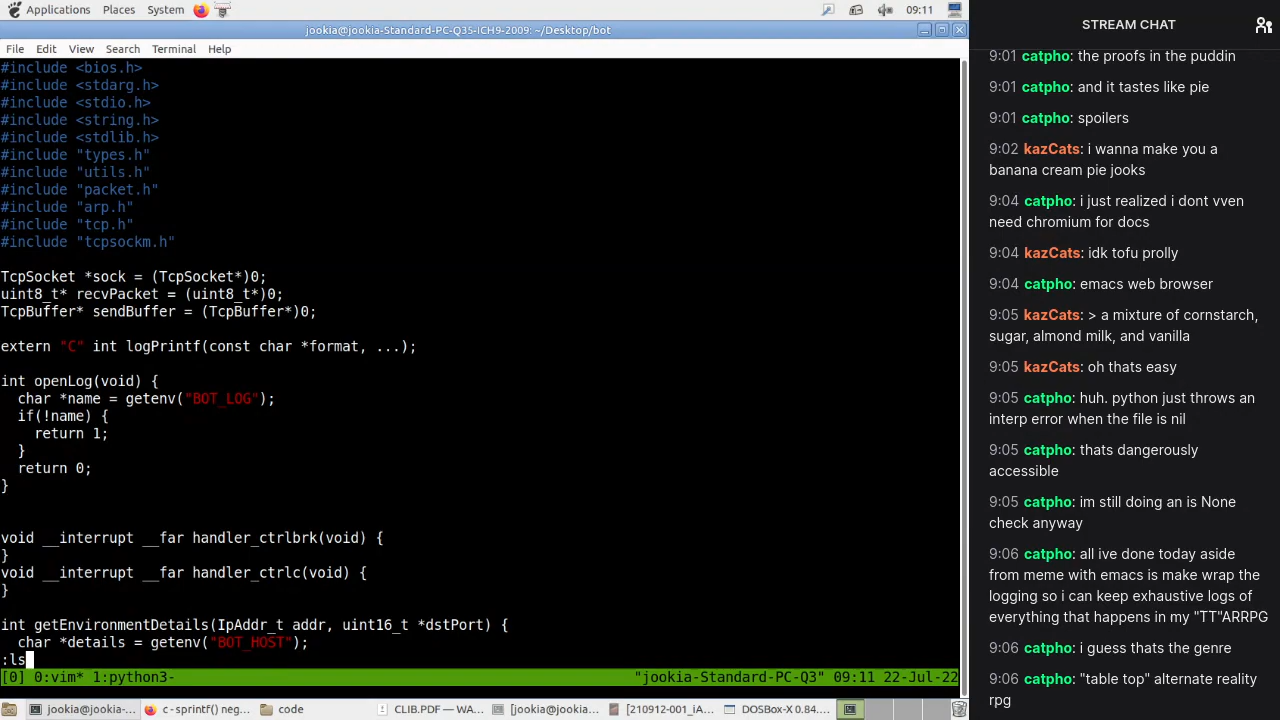 Applications Places System 09:11
jookia@jookia-Standard-PC-Q35-ICH9-2009: ~/Desktop/bot
File Edit View Search Terminal Help
#include <bios.h>
#include <stdarg.h>
#include <stdio.h>
#include <string.h>
#include <stdlib.h>
#include "types.h"
#include "utils.h"
#include "packet.h"
#include "arp.h"
#include "tcp.h"
#include "tcpsockm.h"
TcpSocket *sock = (TcpSocket*)0;
uint8_t* recvPacket = (uint8_t*)0;
TcpBuffer* sendBuffer = (TcpBuffer*)0;
extern "C" int logPrintf(const char *format, ...);
int openLog(void) {
  char *name = getenv("BOT_LOG");
  if(!name) {
    return 1;
  }
  return 0;
}
void __interrupt __far handler_ctrlbrk(void) {
}
void __interrupt __far handler_ctrlc(void) {
}
int getEnvironmentDetails(IpAddr_t addr, uint16_t *dstPort) {
  char *details = getenv("BOT_HOST");
:ls
[0] 0:vim* 1:python3- "jookia-Standard-PC-Q3" 09:11 22-Jul-22
jookia@jookia-... c - sprintf() neg... code CLIB.PDF — WA... [jookia@jookia-... [210912-001_iA... DOSBox-X 0.84....
STREAM CHAT
9:01 catpho: the proofs in the puddin
9:01 catpho: and it tastes like pie
9:01 catpho: spoilers
9:02 kazCats: i wanna make you a
banana cream pie jooks
9:04 catpho: i just realized i dont vven
need chromium for docs
9:04 kazCats: idk tofu prolly
9:04 catpho: emacs web browser
9:05 kazCats: > a mixture of cornstarch,
sugar, almond milk, and vanilla
9:05 kazCats: oh thats easy
9:05 catpho: huh. python just throws an
interp error when the file is nil
9:05 catpho: thats dangerously
accessible
9:05 catpho: im still doing an is None
check anyway
9:06 catpho: all ive done today aside
from meme with emacs is make wrap the
logging so i can keep exhaustive logs of
everything that happens in my "TT"ARRPG
9:06 catpho: i guess thats the genre
9:06 catpho: "table top" alternate reality
rpg